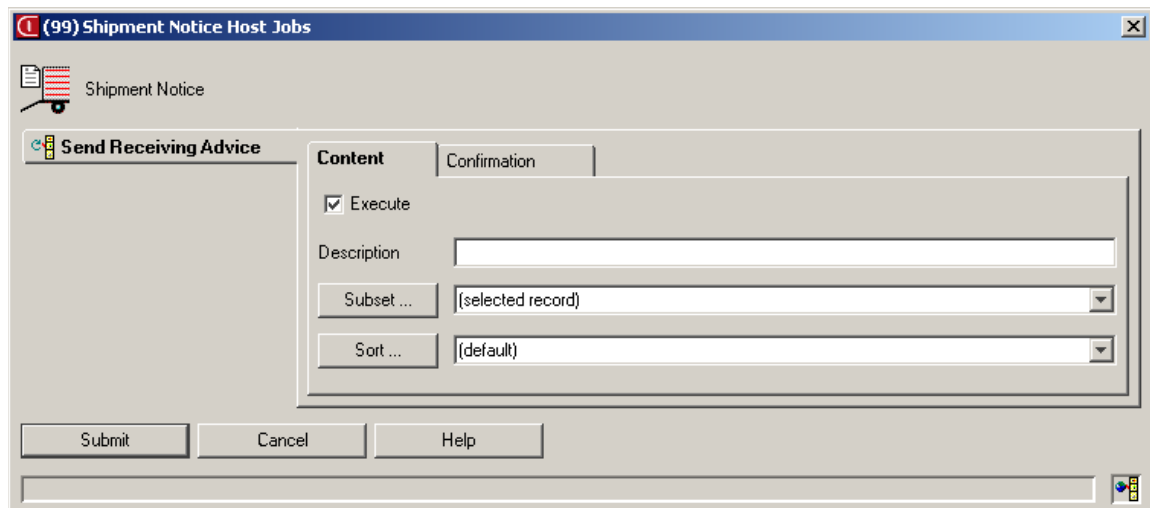 (99) Shipment Notice Host Jobs
Shipment Notice
Send Receiving Advice
Content
Confirmation
Execute
Description
Subset ...
(selected record)
Sort ...
(default)
Submit
Cancel
Help